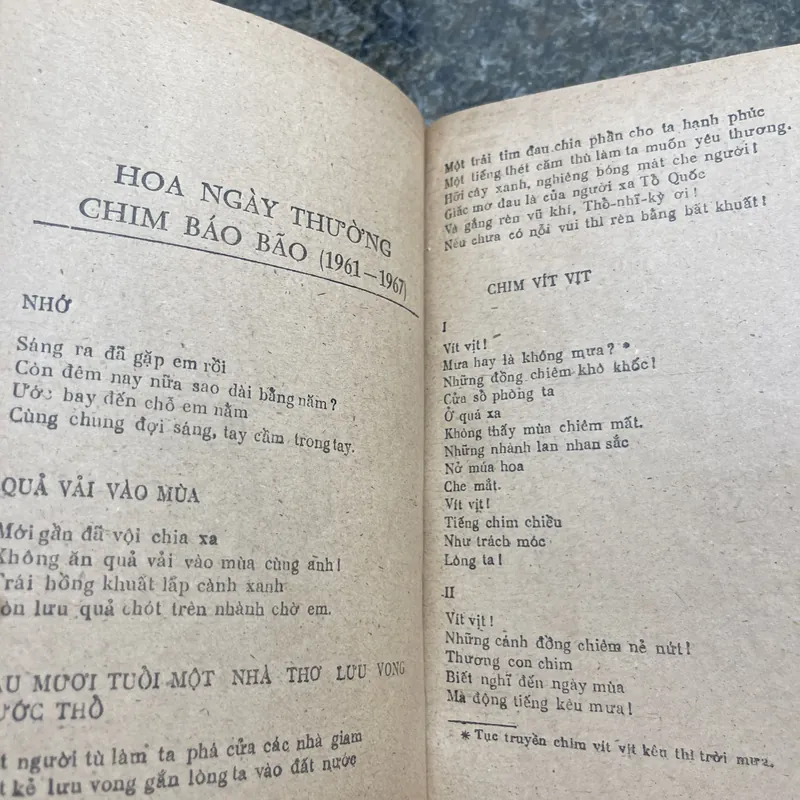 HOA NGÀY THƯỜNG
CHIM BÁO BÃO (1961—1967)
NHỚ
Sáng ra đã gặp em rồi
Còn đêm nay nữa sao dài bằng năm?
Ước bay đến chỗ em nằm
Cùng chung đợi sáng, tay cầm trong tay.
QUẢ VẢI VÀO MÙA
Mới gần đã vội chia xa
Không ăn quả vải vào mùa cùng anh!
Trái hồng khuất lấp cành xanh
òn lưu quả chót trên nhành chờ em.
ÁU MƯƠI TUỔI MỘT NHÀ THƠ LƯU VONG
ƯỚC THỔ
t người tù làm ta phá cửa các nhà giam
t kẻ lưu vong gắn lòng ta vào đất nước
Một trái tim đau chia phần cho ta hạnh phúc
Một tiếng thét căm thù làm ta muốn yêu thương.
Hỡi cây xanh, nghiêng bóng mát che người!
Giấc mơ đau là của người xa Tổ Quốc
Và gắng rèn vũ khí, Thổ-nhĩ-kỳ ơi!
Nếu chưa có nỗi vui thì rèn bằng bất khuất!
CHIM VÍT VỊT
I
Vít vịt!
Mưa hay là không mưa? *
Những đồng chiêm khô khốc!
Cửa sổ phòng ta
Ở quá xa
Không thấy mùa chiêm mất.
Những nhánh lan nhan sắc
Nở múa hoa
Che mắt.
Vít vịt!
Tiếng chim chiều
Như trách móc
Lòng ta!
II
Vít vịt!
Những cánh đồng chiêm nẻ nứt!
Thương con chim
Biết nghĩ đến ngày mùa
Mà động tiếng kêu mưa!
* Tục truyền chim vít vịt kêu thì trời mưa.